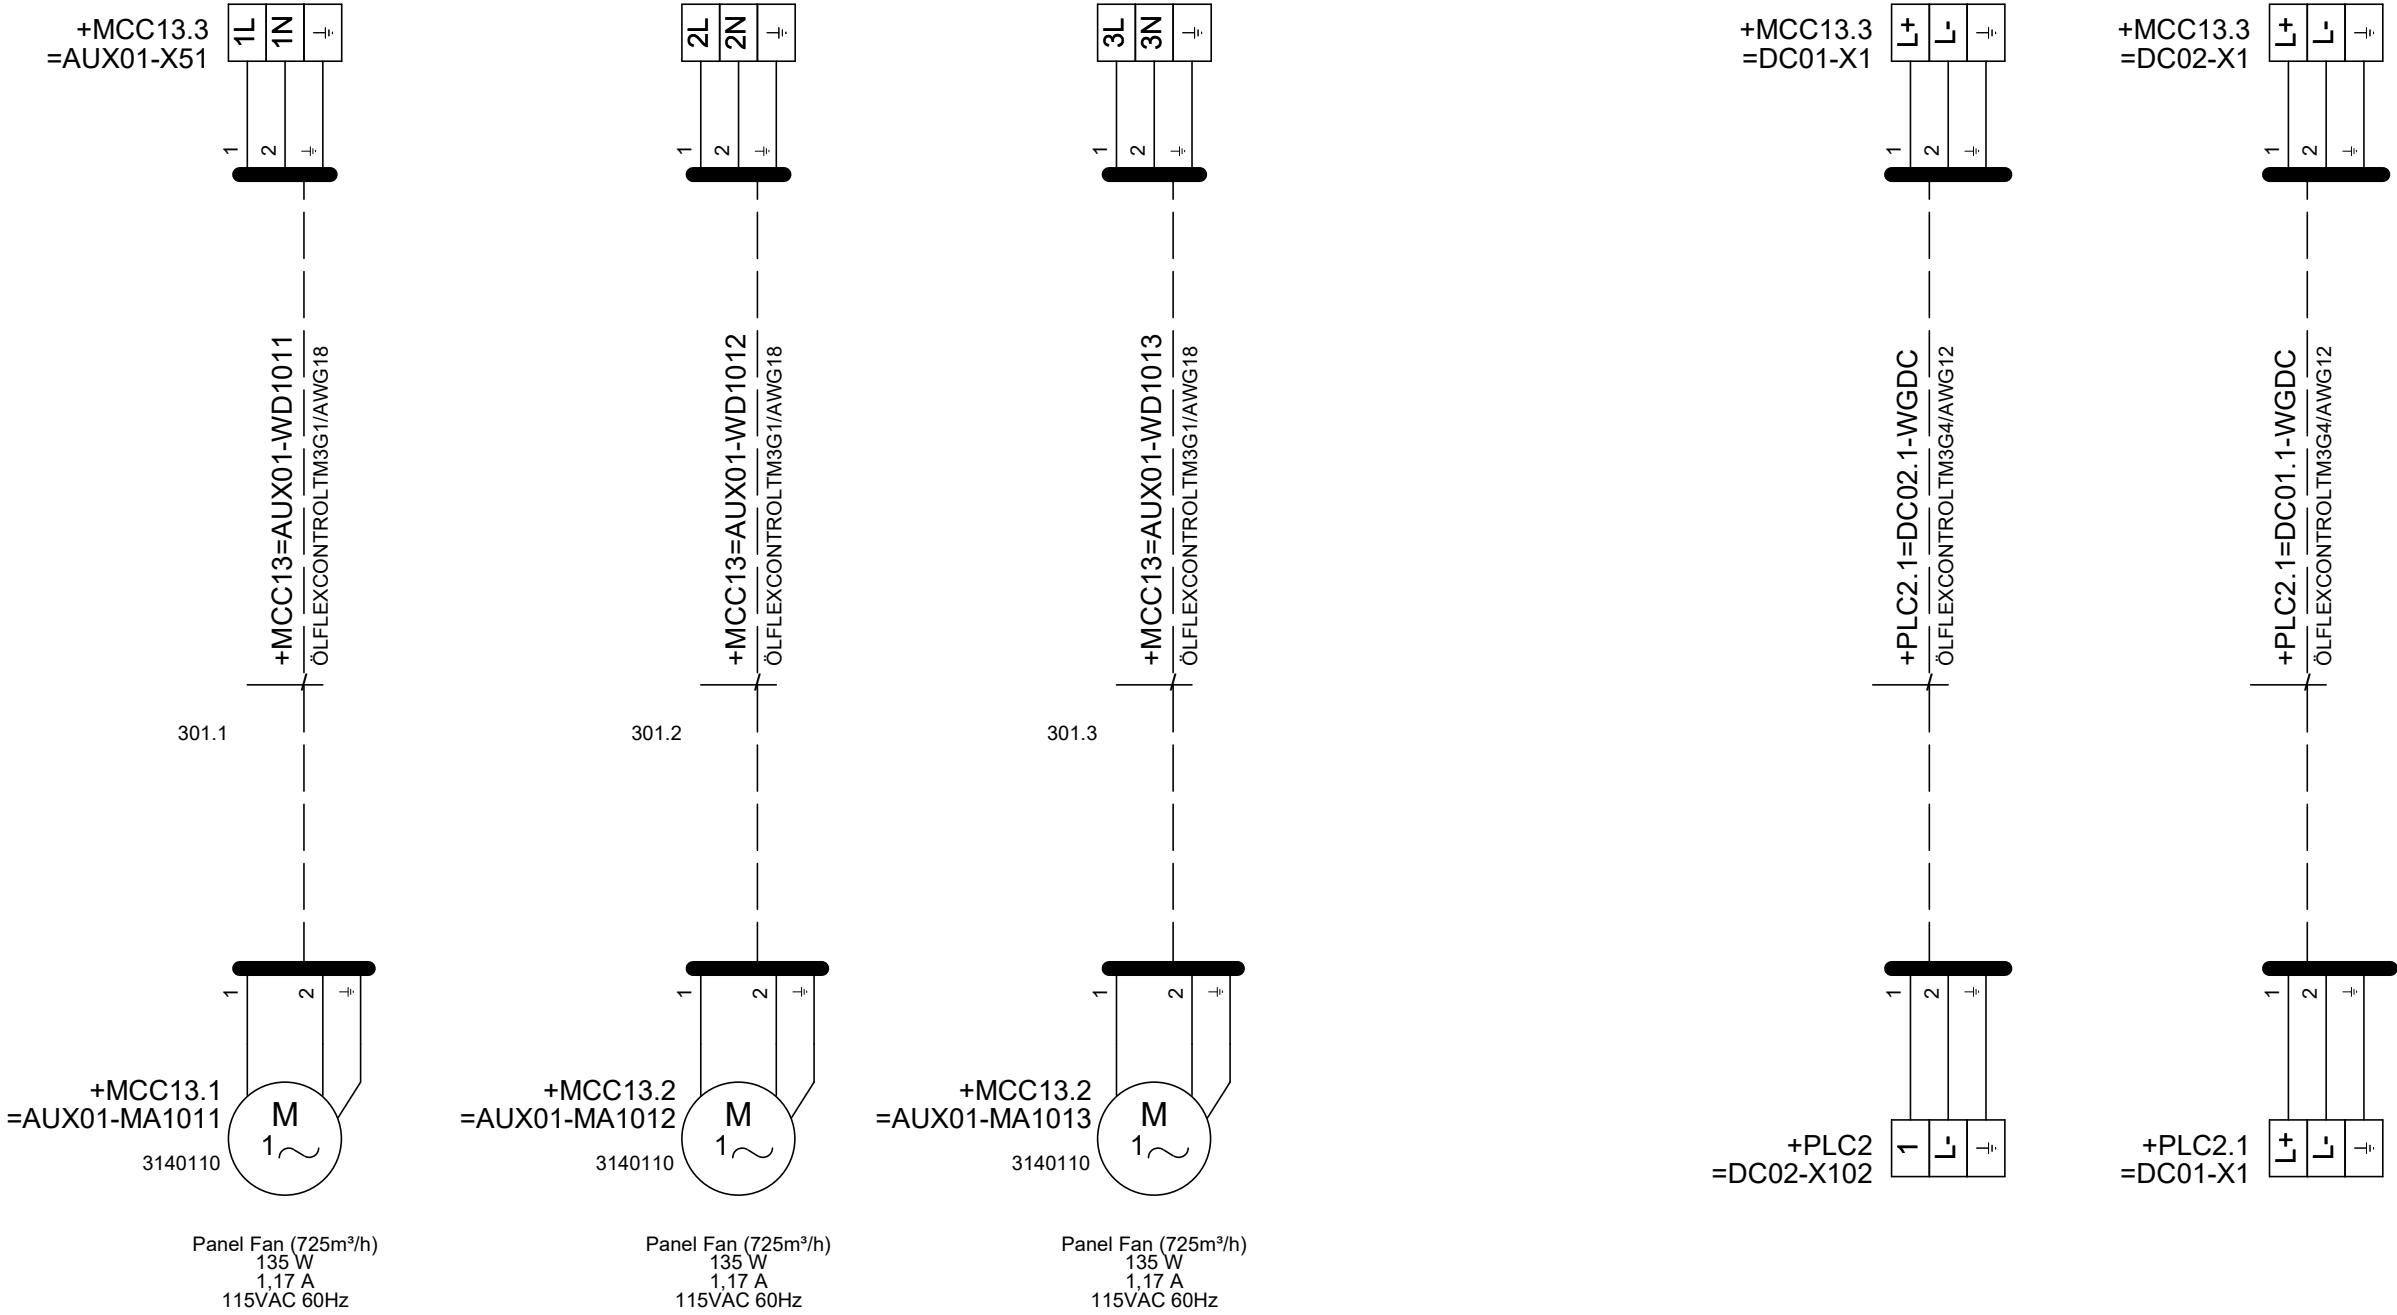 +MCC13.3
=AUX01-X51
1L 1N
2L 2N
3L 3N
+MCC13.3
=DC01-X1
L+ L-
+MCC13.3
=DC02-X1
L+ L-
1 2
1 2
1 2
1 2
1 2
+MCC13=AUX01-WD1011
ÖLFLEXCONTROLTM3G1/AWG18
+MCC13=AUX01-WD1012
ÖLFLEXCONTROLTM3G1/AWG18
+MCC13=AUX01-WD1013
ÖLFLEXCONTROLTM3G1/AWG18
+PLC2.1=DC02.1-WGDC
ÖLFLEXCONTROLTM3G4/AWG12
+PLC2.1=DC01.1-WGDC
ÖLFLEXCONTROLTM3G4/AWG12
301.1
301.2
301.3
1 2
1 2
1 2
1 2
1 2
+MCC13.1
=AUX01-MA1011
3140110
M
1~
+MCC13.2
=AUX01-MA1012
3140110
M
1~
+MCC13.2
=AUX01-MA1013
3140110
M
1~
+PLC2
=DC02-X102
1 L-
+PLC2.1
=DC01-X1
L+ L-
Panel Fan (725m³/h)
135 W
1,17 A
115VAC 60Hz
Panel Fan (725m³/h)
135 W
1,17 A
115VAC 60Hz
Panel Fan (725m³/h)
135 W
1,17 A
115VAC 60Hz